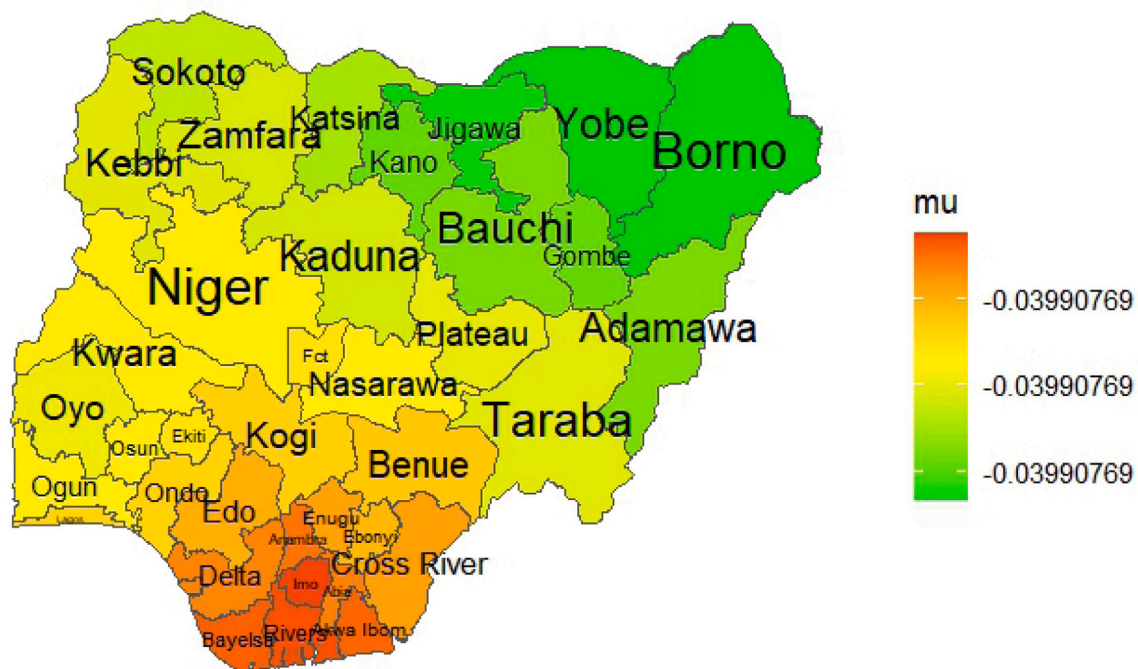 Sokoto
Katsina
Jigawa
Yobe
Borno
Zamfara
Kebbi
Kano
mu
Bauchi
Gombe
Kaduna
Niger
-0.03990769
Plateau
Adamawa
Fct
Kwara
Nasarawa
-0.03990769
Oyo
Taraba
Ekiti
Osun
Kogi
Benue
-0.03990769
Ogun
Ondo
Edo
Lagos
Enugu
Ebonyi
Anambra
Cross River
Delta
Imo
Abia
Bayelsa
Rivers
Akwa Ibom